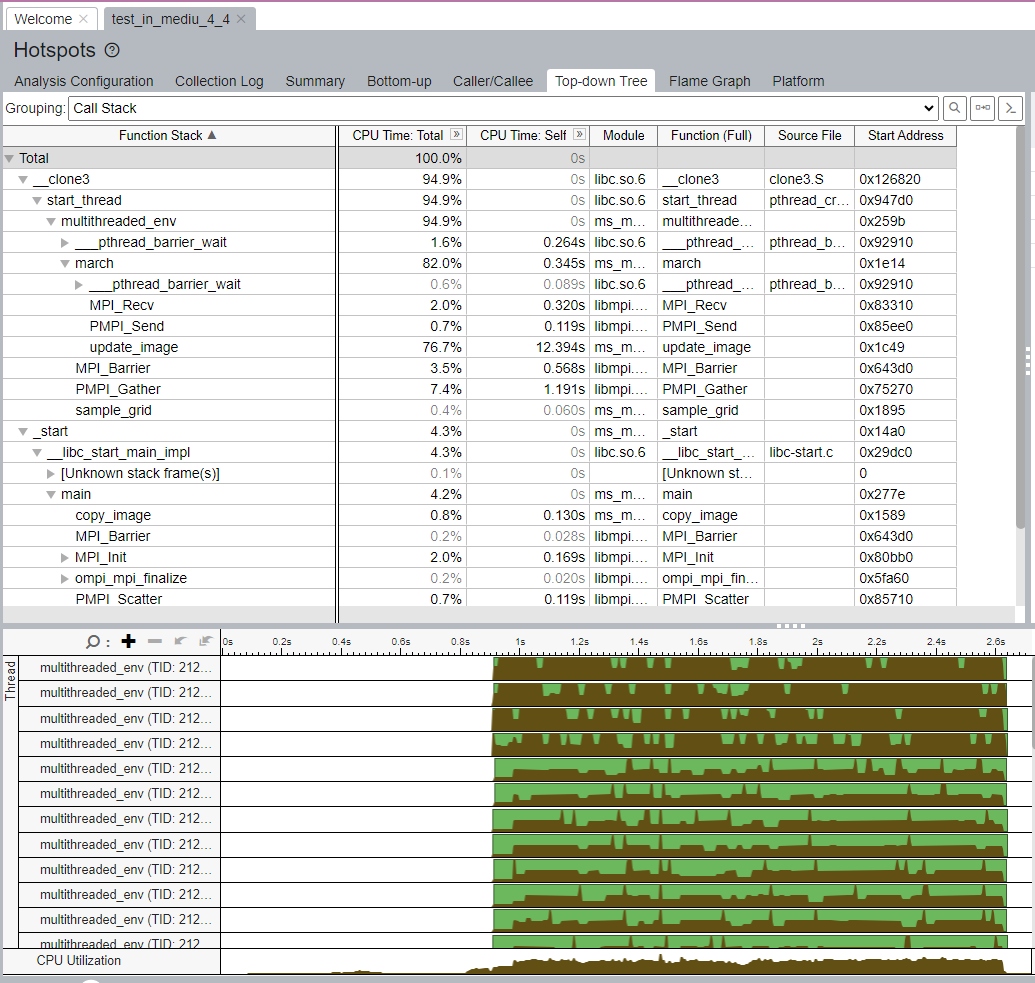 Welcome × test_in_mediu_4_4 ×
Hotspots ?
Analysis Configuration Collection Log Summary Bottom-up Caller/Callee Top-down Tree Flame Graph Platform
Grouping: Call Stack
Function Stack ▲ CPU Time: Total » CPU Time: Self » Module Function (Full) Source File Start Address
Total 100.0% 0s
__clone3 94.9% 0s libc.so.6 __clone3 clone3.S 0x126820
start_thread 94.9% 0s libc.so.6 start_thread pthread_cr... 0x947d0
multithreaded_env 94.9% 0s ms_m... multithreade... 0x259b
___pthread_barrier_wait 1.6% 0.264s libc.so.6 ___pthread_... pthread_b... 0x92910
march 82.0% 0.345s ms_m... march 0x1e14
___pthread_barrier_wait 0.6% 0.089s libc.so.6 ___pthread_... pthread_b... 0x92910
MPI_Recv 2.0% 0.320s libmpi.... MPI_Recv 0x83310
PMPI_Send 0.7% 0.119s libmpi.... PMPI_Send 0x85ee0
update_image 76.7% 12.394s ms_m... update_image 0x1c49
MPI_Barrier 3.5% 0.568s libmpi.... MPI_Barrier 0x643d0
PMPI_Gather 7.4% 1.191s libmpi.... PMPI_Gather 0x75270
sample_grid 0.4% 0.060s ms_m... sample_grid 0x1895
_start 4.3% 0s ms_m... _start 0x14a0
__libc_start_main_impl 4.3% 0s libc.so.6 __libc_start_... libc-start.c 0x29dc0
[Unknown stack frame(s)] 0.1% 0s [Unknown st... 0
main 4.2% 0s ms_m... main 0x277e
copy_image 0.8% 0.130s ms_m... copy_image 0x1589
MPI_Barrier 0.2% 0.028s libmpi.... MPI_Barrier 0x643d0
MPI_Init 2.0% 0.169s libmpi.... MPI_Init 0x80bb0
ompi_mpi_finalize 0.2% 0.020s libmpi.... ompi_mpi_fin... 0x5fa60
PMPI_Scatter 0.7% 0.119s libmpi.... PMPI_Scatter 0x85710
: 0s 0.2s 0.4s 0.6s 0.8s 1s 1.2s 1.4s 1.6s 1.8s 2s 2.2s 2.4s 2.6s
Thread
multithreaded_env (TID: 212...
multithreaded_env (TID: 212...
multithreaded_env (TID: 212...
multithreaded_env (TID: 212...
multithreaded_env (TID: 212...
multithreaded_env (TID: 212...
multithreaded_env (TID: 212...
multithreaded_env (TID: 212...
multithreaded_env (TID: 212...
multithreaded_env (TID: 212...
multithreaded_env (TID: 212...
multithreaded_env (TID: 212
CPU Utilization